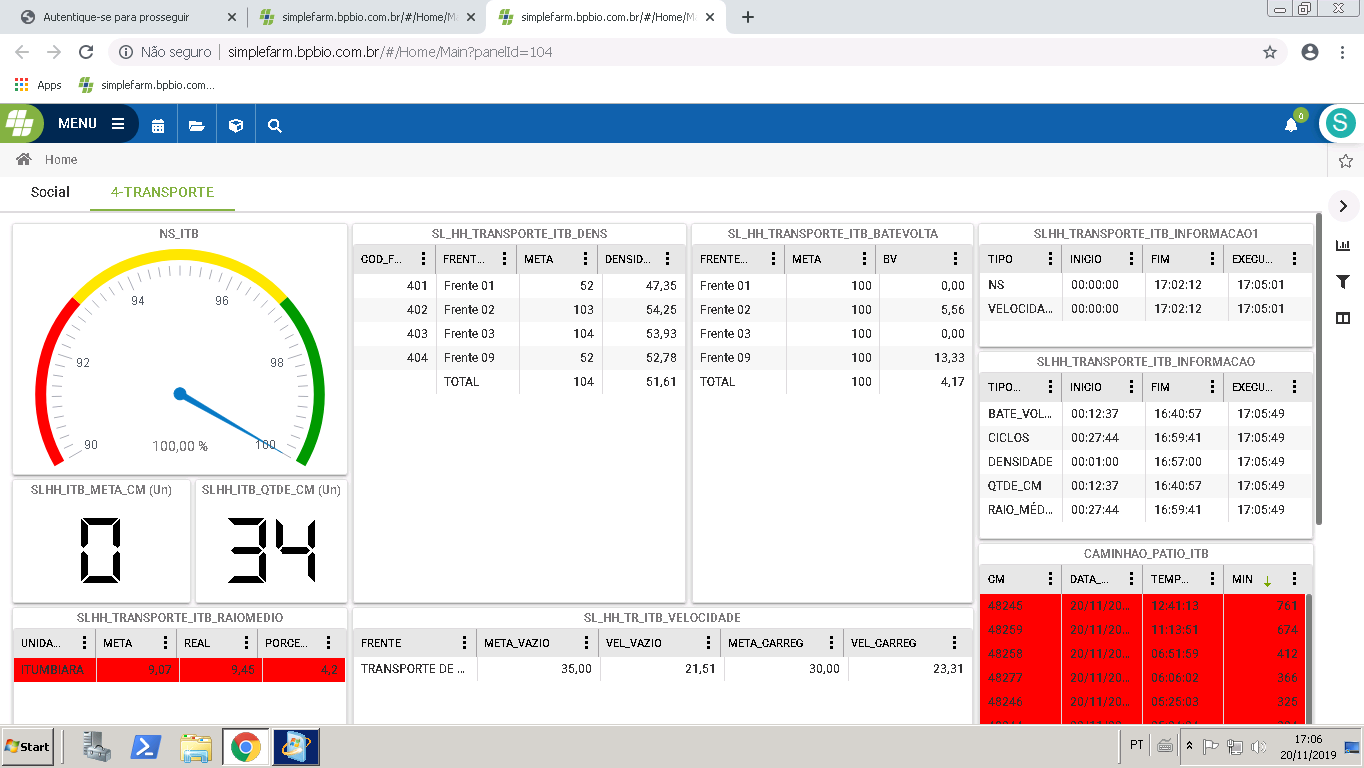 Autentique-se para prosseguir
simplefarm.bpbio.com.br/#/Home/M
simplefarm.bpbio.com.br/#/Home/M
Não seguro
simplefarm.bpbio.com.br/#/Home/Main?panelId=104
Apps
simplefarm.bpbio.com...
MENU
0
S
Home
Social
4-TRANSPORTE
NS_ITB
90
92
94
96
98
100
100,00 %
SLHH_ITB_META_CM (Un)
0
SLHH_ITB_QTDE_CM (Un)
34
SLHH_TRANSPORTE_ITB_RAIOMEDIO
UNIDA... META REAL PORCE...
ITUMBIARA 9,07 9,45 4,2
SL_HH_TRANSPORTE_ITB_DENS
COD_F... FRENT... META DENSID...
401 Frente 01 52 47,35
402 Frente 02 103 54,25
403 Frente 03 104 53,93
404 Frente 09 52 52,78
TOTAL 104 51,61
SL_HH_TRANSPORTE_ITB_BATEVOLTA
FRENTE... META BV
Frente 01 100 0,00
Frente 02 100 5,56
Frente 03 100 0,00
Frente 09 100 13,33
TOTAL 100 4,17
SL_HH_TR_ITB_VELOCIDADE
FRENTE META_VAZIO VEL_VAZIO META_CARREG VEL_CARREG
TRANSPORTE DE ... 35,00 21,51 30,00 23,31
SLHH_TRANSPORTE_ITB_INFORMACAO1
TIPO INICIO FIM EXECU...
NS 00:00:00 17:02:12 17:05:01
VELOCIDA... 00:00:00 17:02:12 17:05:01
SLHH_TRANSPORTE_ITB_INFORMACAO
TIPO... INICIO FIM EXECU...
BATE_VOL... 00:12:37 16:40:57 17:05:49
CICLOS 00:27:44 16:59:41 17:05:49
DENSIDADE 00:01:00 16:57:00 17:05:49
QTDE_CM 00:12:37 16:40:57 17:05:49
RAIO_MÉD... 00:27:44 16:59:41 17:05:49
CAMINHAO_PATIO_ITB
CM DATA_... TEMP... MIN
48245 20/11/20... 12:41:13 761
48259 20/11/20... 11:13:51 674
48258 20/11/20... 06:51:59 412
48277 20/11/20... 06:06:02 366
48246 20/11/20... 05:25:03 325
Start
PT
17:06
20/11/2019